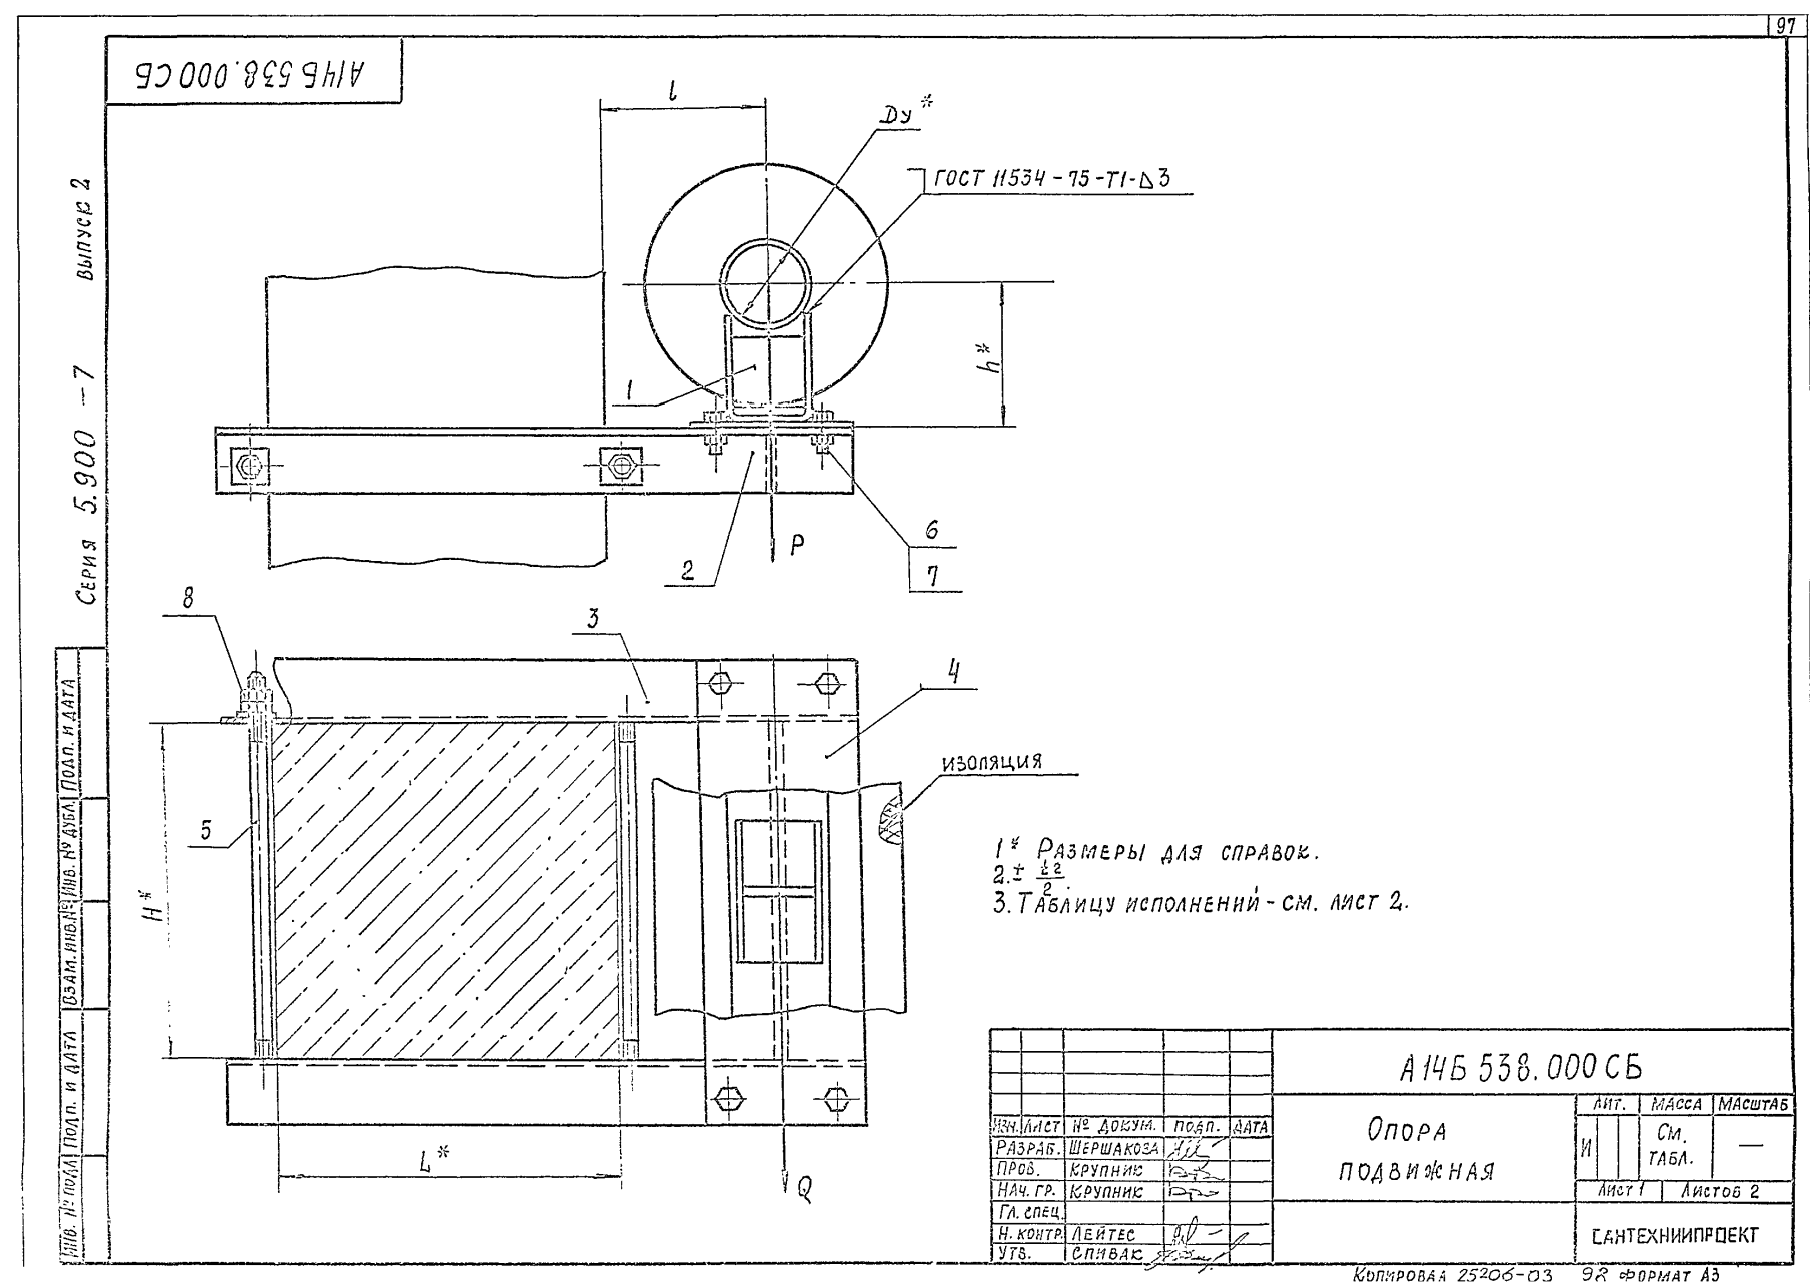 97
А14Б 538.000 СБ
Серия 5.900 - 7 выпуск 2
l
Dу*
ГОСТ 11534-75-Т1-△3
h*
1
P
2
6
7
8
3
4
ИЗОЛЯЦИЯ
5
H*
L*
Q
1* Размеры для справок.
2. ± t2/2.
3. Таблицу исполнений - см. лист 2.
Подп. и дата
Инв. № дубл.
Взам. инв. №
Подп. и дата
Инв. № подл.
А14Б 538.000 СБ
Изм. Лист № докум. Подп. Дата
Разраб. Шершакова
Пров. Крупник
Нач. гр. Крупник
Гл. спец.
Н. контр. Лейтес
Утв. Спивак
Опора
подвижная
Лит. Масса Масштаб
И См. табл. —
Лист 1 Листов 2
САНТЕХНИИПРОЕКТ
Копировал 25206-03 98 Формат А3